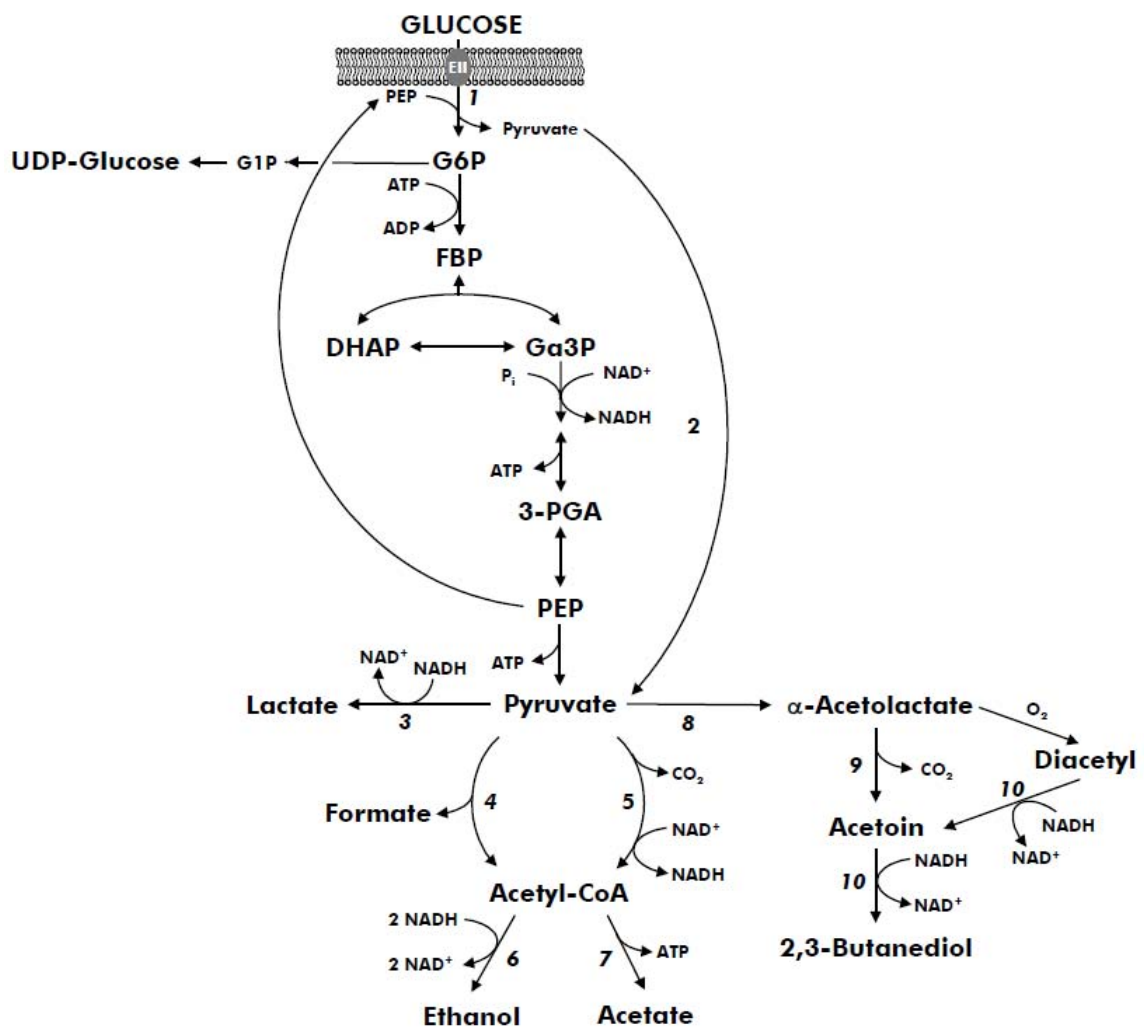 GLUCOSE
EII
PEP
1
Pyruvate
UDP-Glucose
G1P
G6P
ATP
ADP
FBP
DHAP
Ga3P
Pi
NAD+
NADH
2
ATP
3-PGA
PEP
ATP
NAD+
NADH
Lactate
3
Pyruvate
8
α-Acetolactate
O2
Diacetyl
9
CO2
10
NADH
NAD+
Acetoin
CO2
4
5
Formate
NAD+
NADH
10
NADH
NAD+
Acetyl-CoA
2,3-Butanediol
2 NADH
2 NAD+
6
7
ATP
Ethanol
Acetate